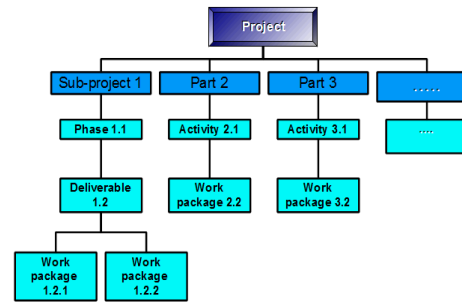 Project
Sub-project 1
Part 2
Part 3
.....
Phase 1.1
Activity 2.1
Activity 3.1
....
Deliverable
1.2
Work
package 2.2
Work
package 3.2
Work
package
1.2.1
Work
package
1.2.2